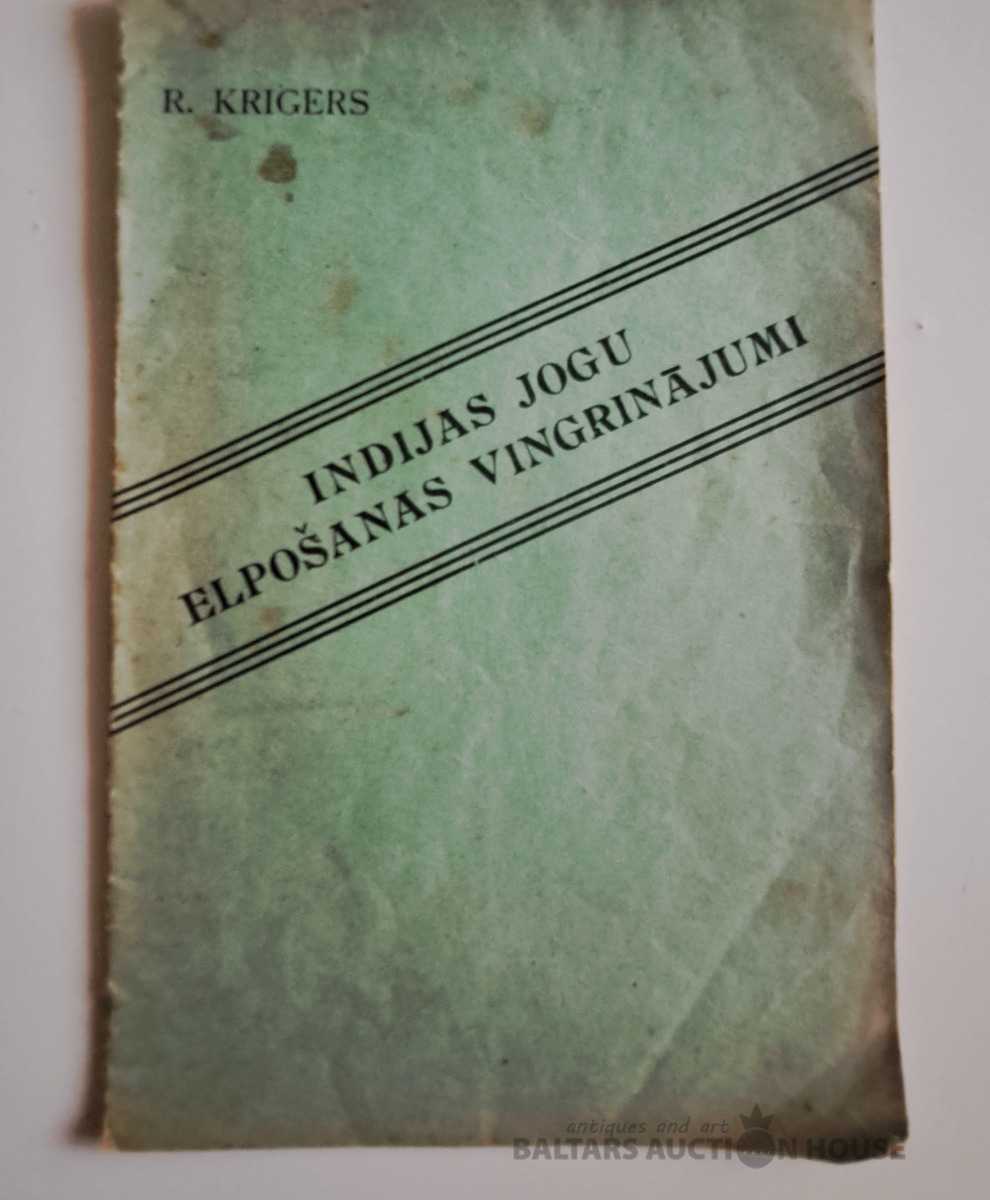 R. KRIGERS
INDIJAS JOGU
ELPOŠANAS VINGRINĀJUMI
antiques and art
BALTARS AUCTION HOUSE